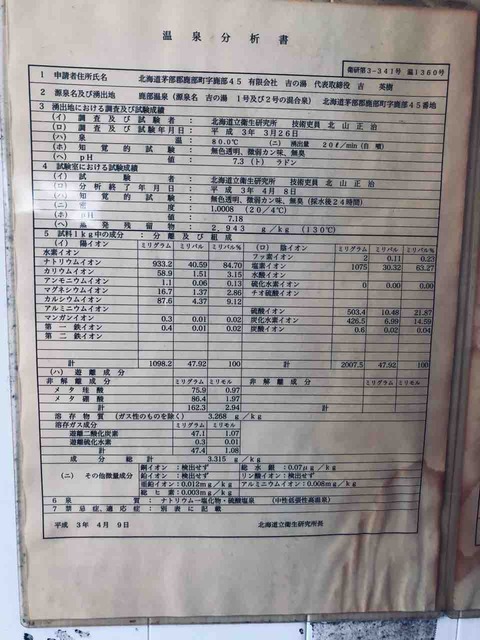 温泉分析書
衛研第3-341号 温1360号
1 申請者住所氏名 北海道茅部郡鹿部町字鹿部45 有限会社 吉の湯 代表取締役 吉 英樹
2 源泉名及び湧出地 鹿部温泉(源泉名 吉の湯 1号及び2号の混合泉) 北海道茅部郡鹿部町字鹿部45番地
3 湧出地における調査及び試験成績
(イ) 調査及び試験者: 北海道立衛生研究所 技術吏員 北山 正治
(ロ) 調査及び試験年月日: 平成 3年 3月26日
(ハ) 泉温: 80.0℃ (ニ) 湧出量 20ℓ/min (自噴)
(ホ) 知覚的試験: 無色透明、微弱カン味、無臭
(ヘ) pH値: 7.3 (ト) ラドン
4 試験室における試験成績
(イ) 試験者: 北海道立衛生研究所 技術吏員 北山 正治
(ロ) 分析終了年月日: 平成 3年 4月 8日
(ハ) 知覚的試験: 無色透明、微弱カン味、無臭 (採水後24時間)
(ニ) 密度: 1.0008 (20/4℃)
(ホ) pH値: 7.18
(ヘ) 蒸発残留物: 2.943 g/kg (130℃)
5 試料1kg中の成分:分離及び組成
(イ) 陽イオン ミリグラム ミリバル ミリバル% (ロ) 陰イオン ミリグラム ミリバル ミリバル%
水素イオン フッ素イオン 2 0.11 0.23
ナトリウムイオン 933.2 40.59 84.70 塩素イオン 1075 30.32 63.27
カリウムイオン 58.9 1.51 3.15 水酸イオン
アンモニウムイオン 1.1 0.06 0.13 硫化水素イオン 0 0.00 0.00
マグネシウムイオン 16.7 1.37 2.86 チオ硫酸イオン
カルシウムイオン 87.6 4.37 9.12
アルミニウムイオン 硫酸イオン 503.4 10.48 21.87
マンガンイオン 0.3 0.01 0.02 炭化水素イオン 426.5 6.99 14.59
第一鉄イオン 0.4 0.01 0.02 炭酸イオン 0.6 0.02 0.04
第二鉄イオン
計 1098.2 47.92 100 計 2007.5 47.92 100
(ハ) 遊離成分
非解離成分 ミリグラム ミリモル 非解離成分 ミリグラム ミリモル
メタ珪酸 75.9 0.97
メタ硼酸 86.4 1.97
計 162.3 2.94 計
溶存物質 (ガス性のものを除く) 3.268 g/kg
溶存ガス成分 ミリグラム ミリモル
遊離二酸化炭素 47.1 1.07
遊離硫化水素 0.3 0.01
計 47.4 1.08
成分総計 3.315 g/kg
(ニ) その他微量成分
銅イオン:検出せず 総水銀:0.07μg/kg
鉛イオン:検出せず リン酸イオン:検出せず
亜鉛イオン:0.012mg/kg アルミニウムイオン:0.008mg/kg
総ヒ素:0.003mg/kg
6 泉質:ナトリウム-塩化物・硫酸塩泉 (中性低張性高温泉)
7 禁忌症、適応症:別表に記載
平成 3年 4月 9日 北海道立衛生研究所長